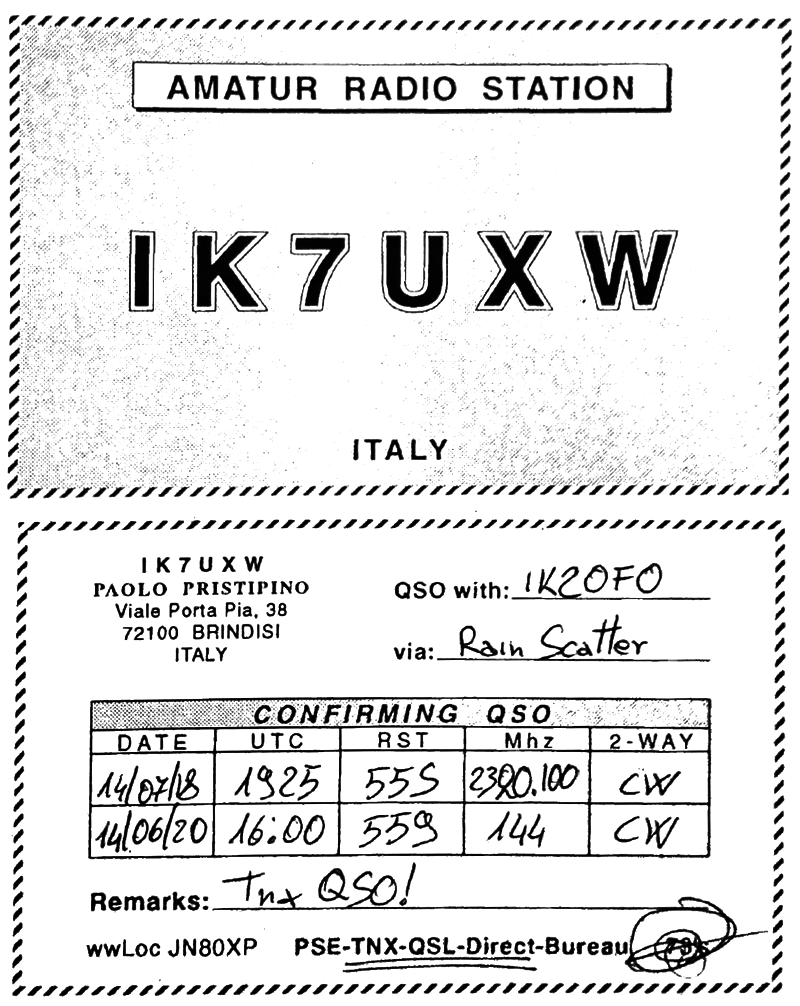 AMATUR RADIO STATION
IK7UXW
ITALY
IK7UXW
PAOLO PRISTIPINO
Viale Porta Pia, 38
72100 BRINDISI
ITALY
QSO with: IK2OFO
via: Rain Scatter
CONFIRMING QSO
DATE UTC RST Mhz 2-WAY
14/07/18 1925 55S 2320.100 CW
14/06/20 16:00 559 144 CW
Remarks: Tnx QSO!
wwLoc JN80XP PSE-TNX-QSL-Direct-Bureau 73s